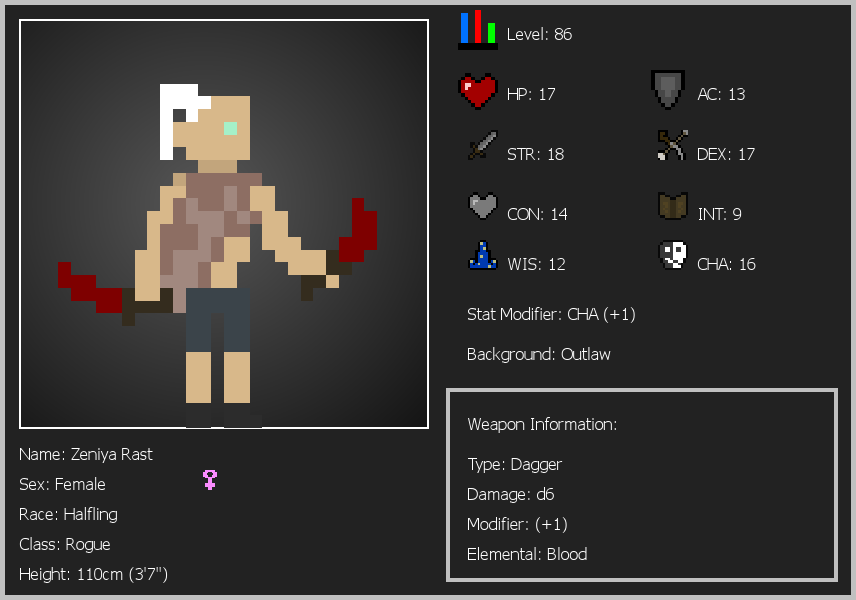 Level: 86
HP: 17
AC: 13
STR: 18
DEX: 17
CON: 14
INT: 9
WIS: 12
CHA: 16
Stat Modifier: CHA (+1)
Background: Outlaw
Weapon Information:
Type: Dagger
Damage: d6
Modifier: (+1)
Elemental: Blood
Name: Zeniya Rast
Sex: Female
Race: Halfling
Class: Rogue
Height: 110cm (3'7")